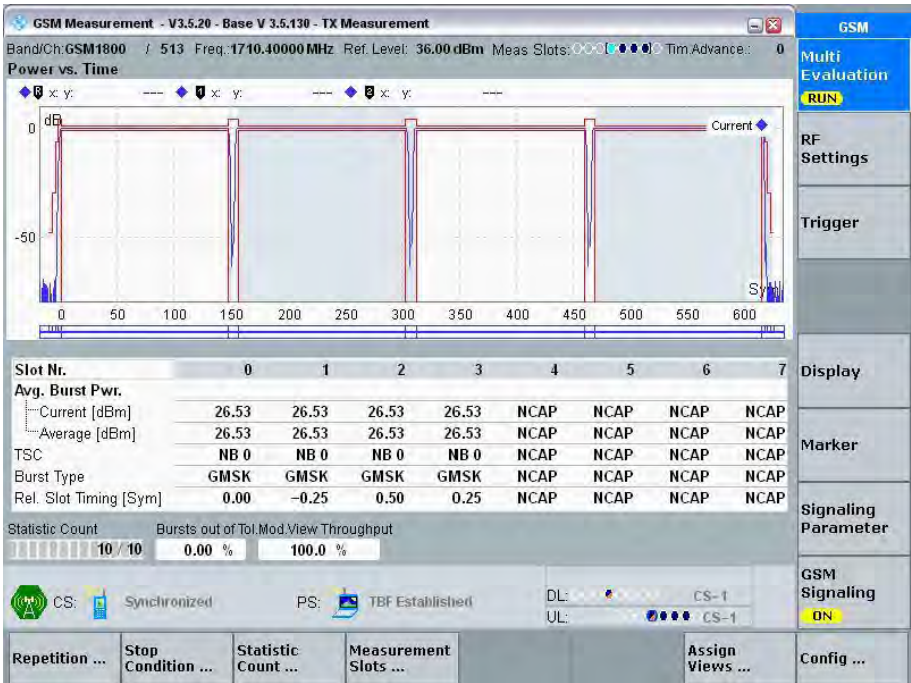 GSM Measurement - V3.5.20 - Base V 3.5.130 - TX Measurement
GSM
Band/Ch:GSM1800 / 513 Freq.:1710.40000 MHz Ref. Level: 36.00 dBm Meas Slots: Tim.Advance.: 0
Power vs. Time
Multi Evaluation
RUN
R x: y: --- 1 x: y: --- 2 x: y: ---
dB
Current
0
-50
Sym
0 50 100 150 200 250 300 350 400 450 500 550 600
RF Settings
Trigger
Slot Nr. 0 1 2 3 4 5 6 7
Avg. Burst Pwr.
Current [dBm] 26.53 26.53 26.53 26.53 NCAP NCAP NCAP NCAP
Average [dBm] 26.53 26.53 26.53 26.53 NCAP NCAP NCAP NCAP
TSC NB 0 NB 0 NB 0 NB 0 NCAP NCAP NCAP NCAP
Burst Type GMSK GMSK GMSK GMSK NCAP NCAP NCAP NCAP
Rel. Slot Timing [Sym] 0.00 -0.25 0.50 0.25 NCAP NCAP NCAP NCAP
Display
Marker
Statistic Count Bursts out of Tol. Mod.View Throughput
10 / 10 0.00 % 100.0 %
Signaling Parameter
CS: Synchronized PS: TBF Established DL: CS-1
UL: CS-1
GSM Signaling
ON
Repetition ...
Stop Condition ...
Statistic Count ...
Measurement Slots ...
Assign Views ...
Config ...